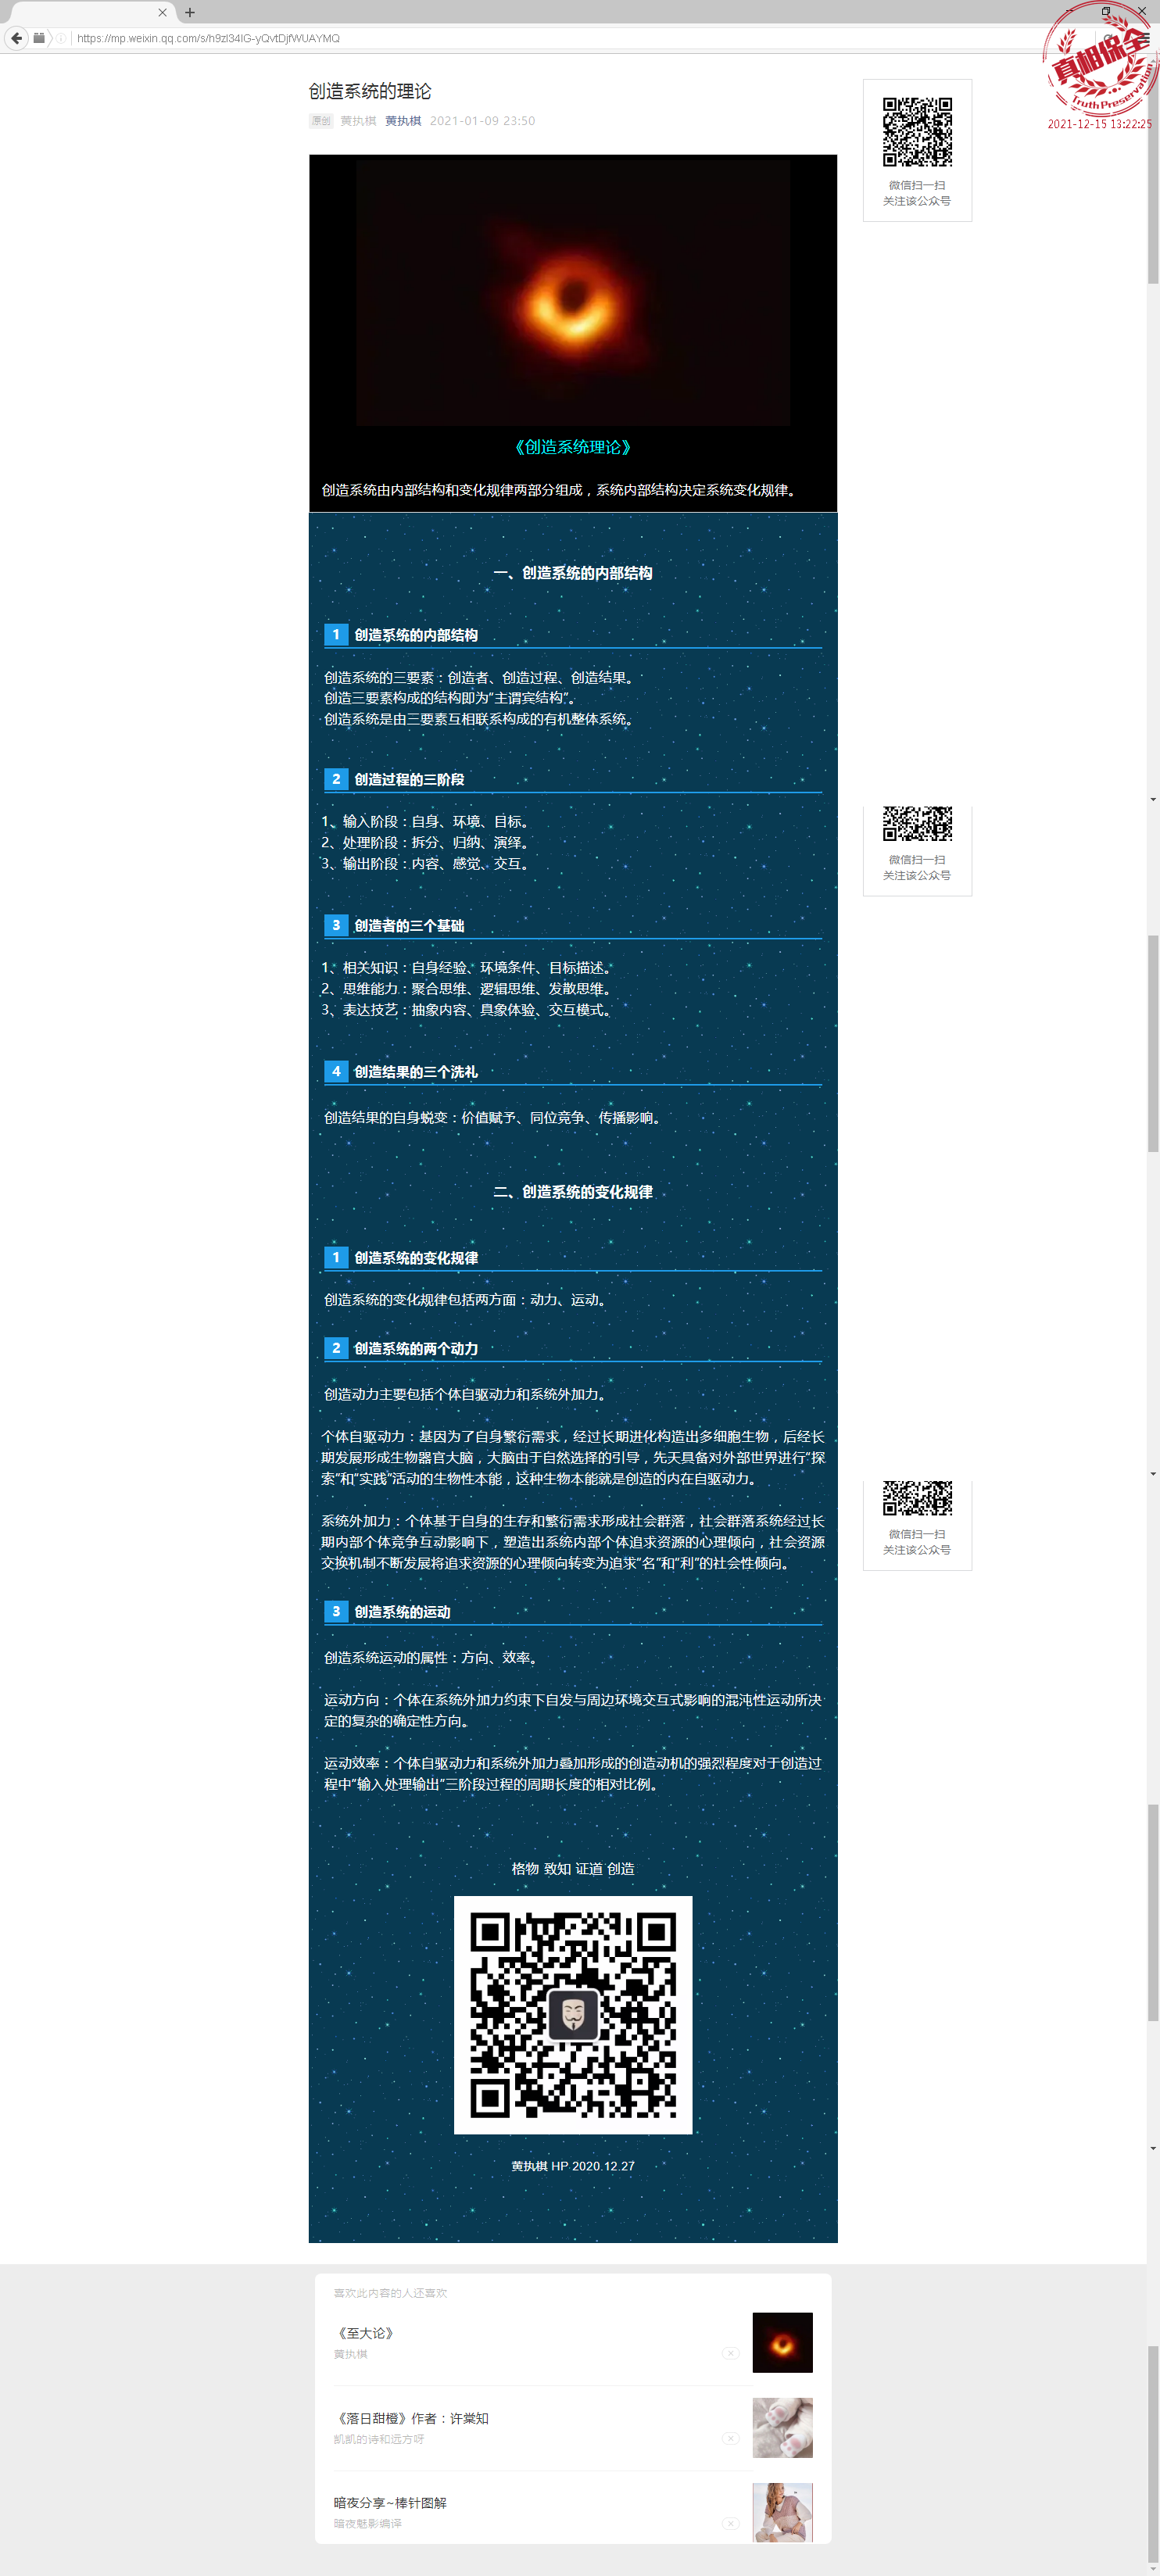 https://mp.weixin.qq.com/s/h9zI34IG-yQvtDjfWUAYMQ
真相保全
Truth Preservation
2021-12-15 13:22:25
创造系统的理论
原创 黄执棋 黄执棋 2021-01-09 23:50
微信扫一扫
关注该公众号
《创造系统理论》
创造系统由内部结构和变化规律两部分组成，系统内部结构决定系统变化规律。
一、创造系统的内部结构
1 创造系统的内部结构
创造系统的三要素：创造者、创造过程、创造结果。
创造三要素构成的结构即为“主谓宾结构”。
创造系统是由三要素互相联系构成的有机整体系统。
2 创造过程的三阶段
1、输入阶段：自身、环境、目标。
2、处理阶段：拆分、归纳、演绎。
3、输出阶段：内容、感觉、交互。
微信扫一扫
关注该公众号
3 创造者的三个基础
1、相关知识：自身经验、环境条件、目标描述。
2、思维能力：聚合思维、逻辑思维、发散思维。
3、表达技艺：抽象内容、具象体验、交互模式。
4 创造结果的三个洗礼
创造结果的自身蜕变：价值赋予、同位竞争、传播影响。
二、创造系统的变化规律
1 创造系统的变化规律
创造系统的变化规律包括两方面：动力、运动。
2 创造系统的两个动力
创造动力主要包括个体自驱动力和系统外加力。
个体自驱动力：基因为了自身繁衍需求，经过长期进化构造出多细胞生物，后经长
期发展形成生物器官大脑，大脑由于自然选择的引导，先天具备对外部世界进行“探
索”和“实践”活动的生物性本能，这种生物本能就是创造的内在自驱动力。
系统外加力：个体基于自身的生存和繁衍需求形成社会群落，社会群落系统经过长
期内部个体竞争互动影响下，塑造出系统内部个体追求资源的心理倾向，社会资源
交换机制不断发展将追求资源的心理倾向转变为追求“名”和“利”的社会性倾向。
微信扫一扫
关注该公众号
3 创造系统的运动
创造系统运动的属性：方向、效率。
运动方向：个体在系统外加力约束下自发与周边环境交互式影响的混沌性运动所决
定的复杂的确定性方向。
运动效率：个体自驱动力和系统外加力叠加形成的创造动机的强烈程度对于创造过
程中“输入处理输出”三阶段过程的周期长度的相对比例。
格物 致知 证道 创造
黄执棋 HP 2020.12.27
喜欢此内容的人还喜欢
《至大论》
黄执棋
《落日甜橙》作者：许棠知
凯凯的诗和远方呀
暗夜分享~棒针图解
暗夜魅影编译